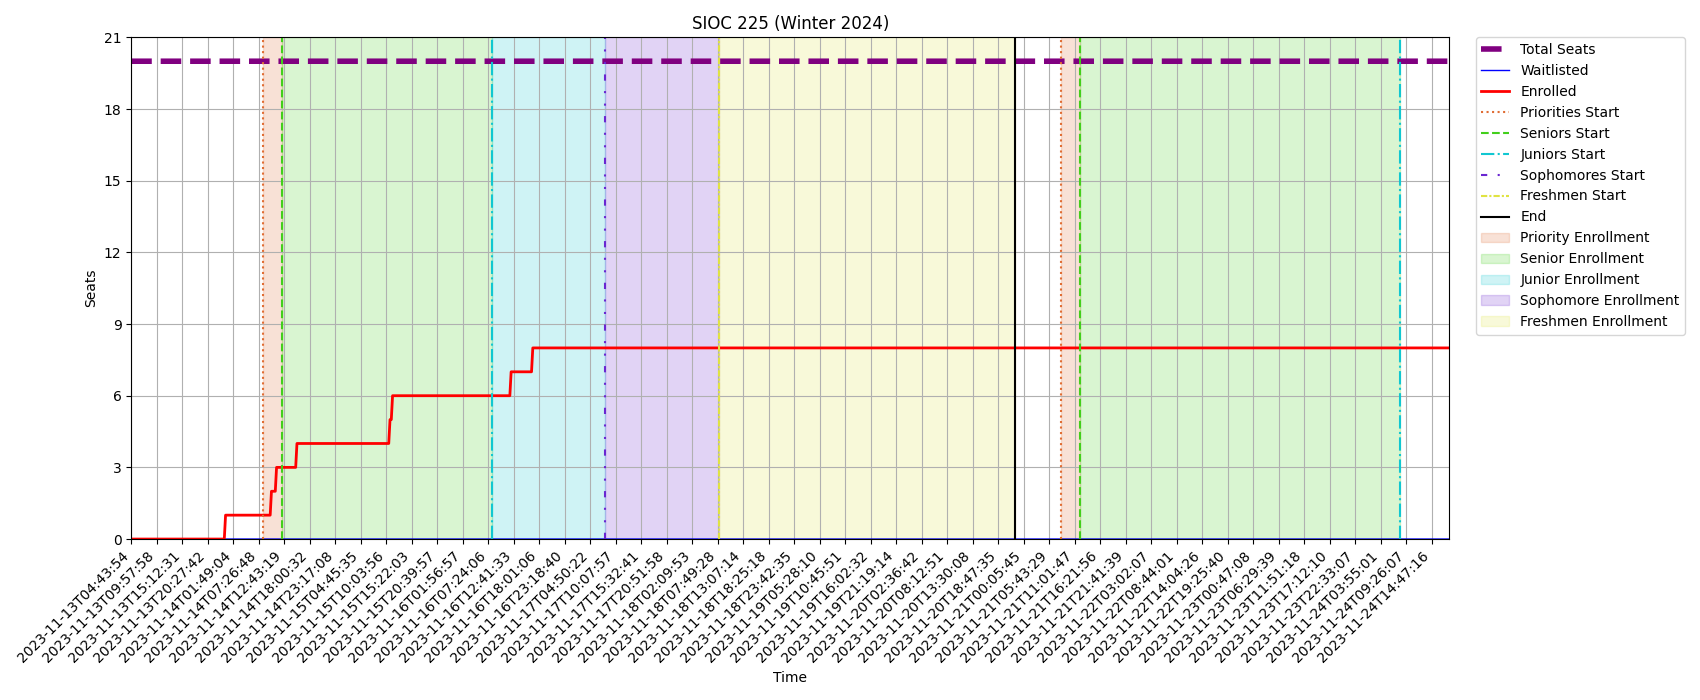 SIOC 225 (Winter 2024)
21
18
15
12
9
6
3
0
Seats
2023-11-13T04:43:54
2023-11-13T09:57:58
2023-11-13T15:12:31
2023-11-13T20:27:42
2023-11-14T01:49:04
2023-11-14T07:26:48
2023-11-14T12:43:19
2023-11-14T18:00:32
2023-11-14T23:17:08
2023-11-15T04:45:35
2023-11-15T10:03:56
2023-11-15T15:22:03
2023-11-15T20:39:57
2023-11-16T01:56:57
2023-11-16T07:24:06
2023-11-16T12:41:33
2023-11-16T18:01:06
2023-11-16T23:18:40
2023-11-17T04:50:22
2023-11-17T10:07:57
2023-11-17T15:32:41
2023-11-17T20:51:58
2023-11-18T02:09:53
2023-11-18T07:49:28
2023-11-18T13:07:14
2023-11-18T18:25:18
2023-11-18T23:42:35
2023-11-19T05:28:10
2023-11-19T10:45:51
2023-11-19T16:02:32
2023-11-19T21:19:14
2023-11-20T02:36:42
2023-11-20T08:12:51
2023-11-20T13:30:08
2023-11-20T18:47:35
2023-11-21T00:05:45
2023-11-21T05:43:29
2023-11-21T11:01:47
2023-11-21T16:21:56
2023-11-21T21:41:39
2023-11-22T03:02:07
2023-11-22T08:44:01
2023-11-22T14:04:26
2023-11-22T19:25:40
2023-11-23T00:47:08
2023-11-23T06:29:39
2023-11-23T11:51:18
2023-11-23T17:12:10
2023-11-23T22:33:07
2023-11-24T03:55:01
2023-11-24T09:26:07
2023-11-24T14:47:16
Time
Total Seats
Waitlisted
Enrolled
Priorities Start
Seniors Start
Juniors Start
Sophomores Start
Freshmen Start
End
Priority Enrollment
Senior Enrollment
Junior Enrollment
Sophomore Enrollment
Freshmen Enrollment